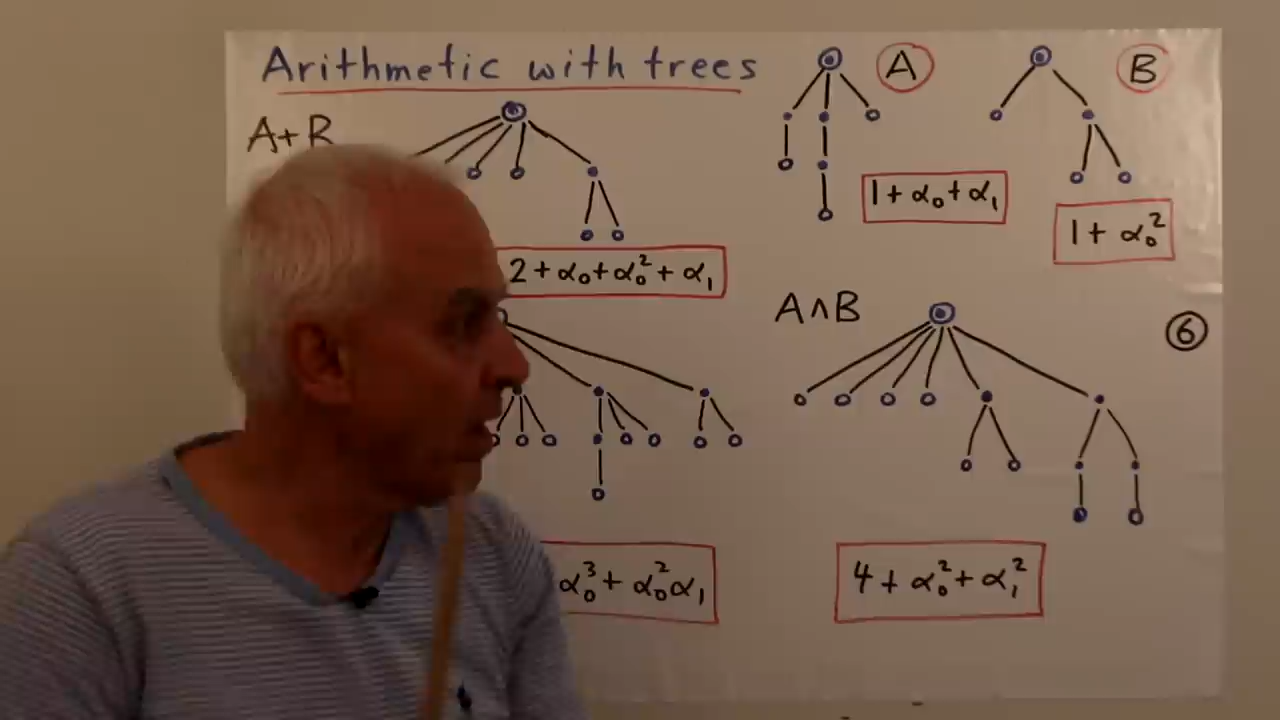 Arithmetic with trees
A
B
A+B
1 + α₀ + α₁
1 + α₀²
2 + α₀ + α₀² + α₁
A∧B
6
α₀³ + α₀²α₁
4 + α₀² + α₁²